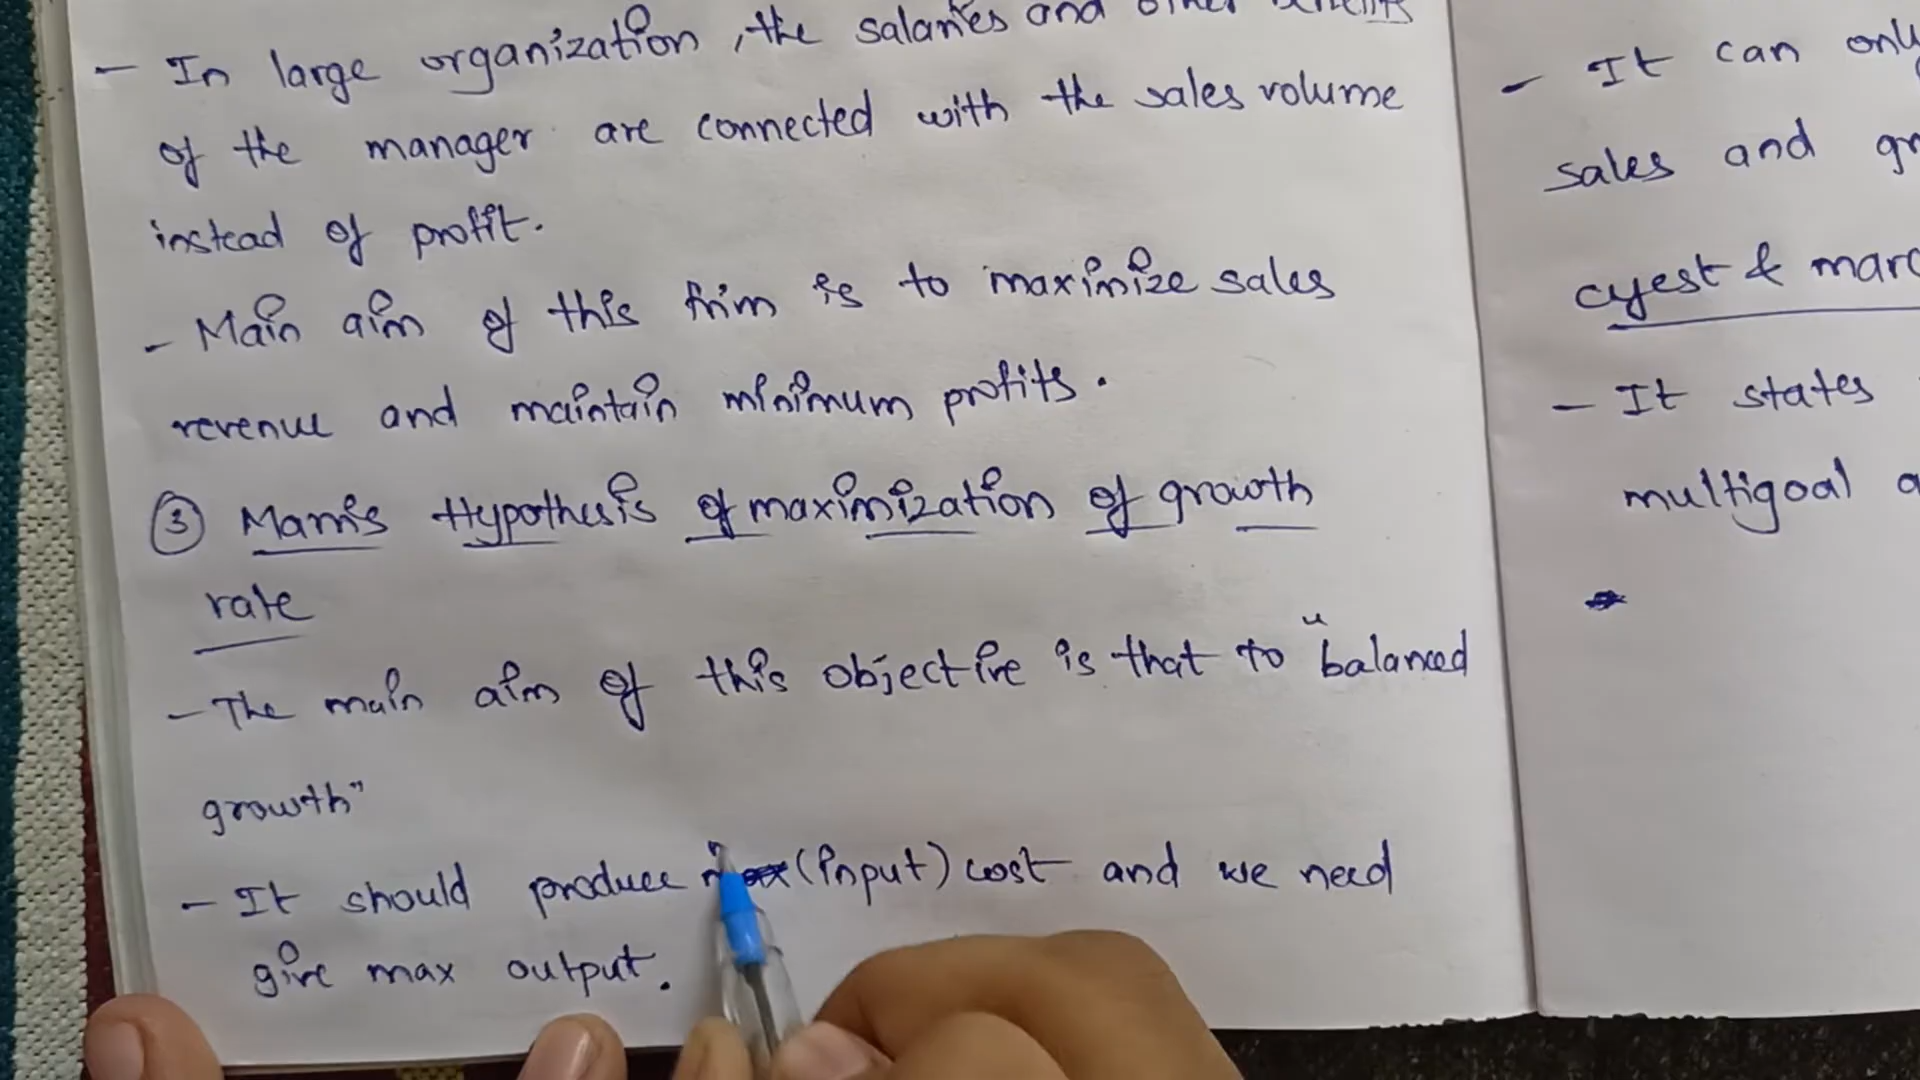 - In large organization, the salaries and other benefits
of the manager are connected with the sales volume
instead of profit.
- Main aim of this frim is to maximize sales
revenue and maintain minimum profits.
③ Marris Hypothesis of maximization of growth
rate
- The main aim of this objective is that to "balanced
growth"
- It should produce (input) cost and we need
give max output.
- It can only
sales and
cyest &
- It states
multigoal